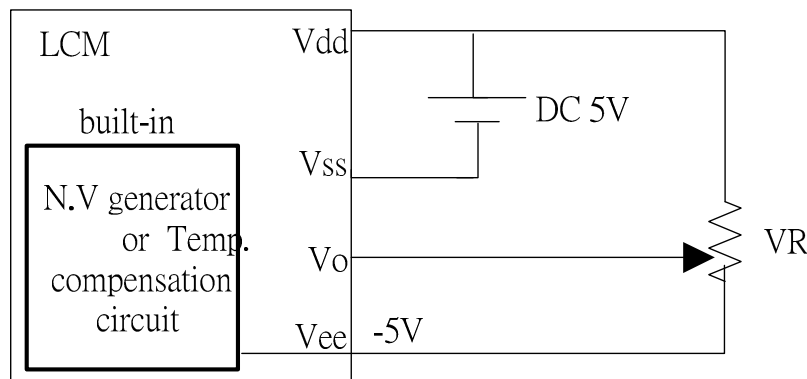 LCM
Vdd
built-in
DC 5V
Vss
N.V generator
or Temp.
compensation
circuit
Vo
VR
Vee
-5V